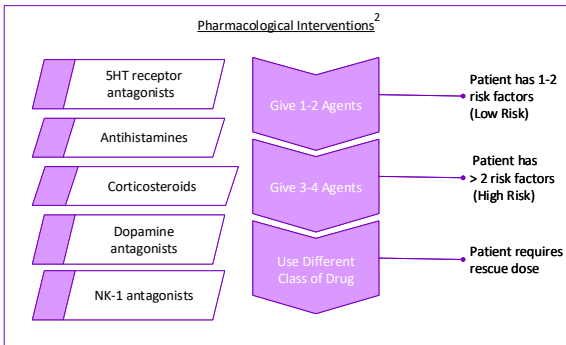 Pharmacological Interventions2
5HT receptor
antagonists
Antihistamines
Corticosteroids
Dopamine
antagonists
NK-1 antagonists
Give 1-2 Agents
Give 3-4 Agents
Use Different
Class of Drug
Patient has 1-2
risk factors
(Low Risk)
Patient has
> 2 risk factors
(High Risk)
Patient requires
rescue dose